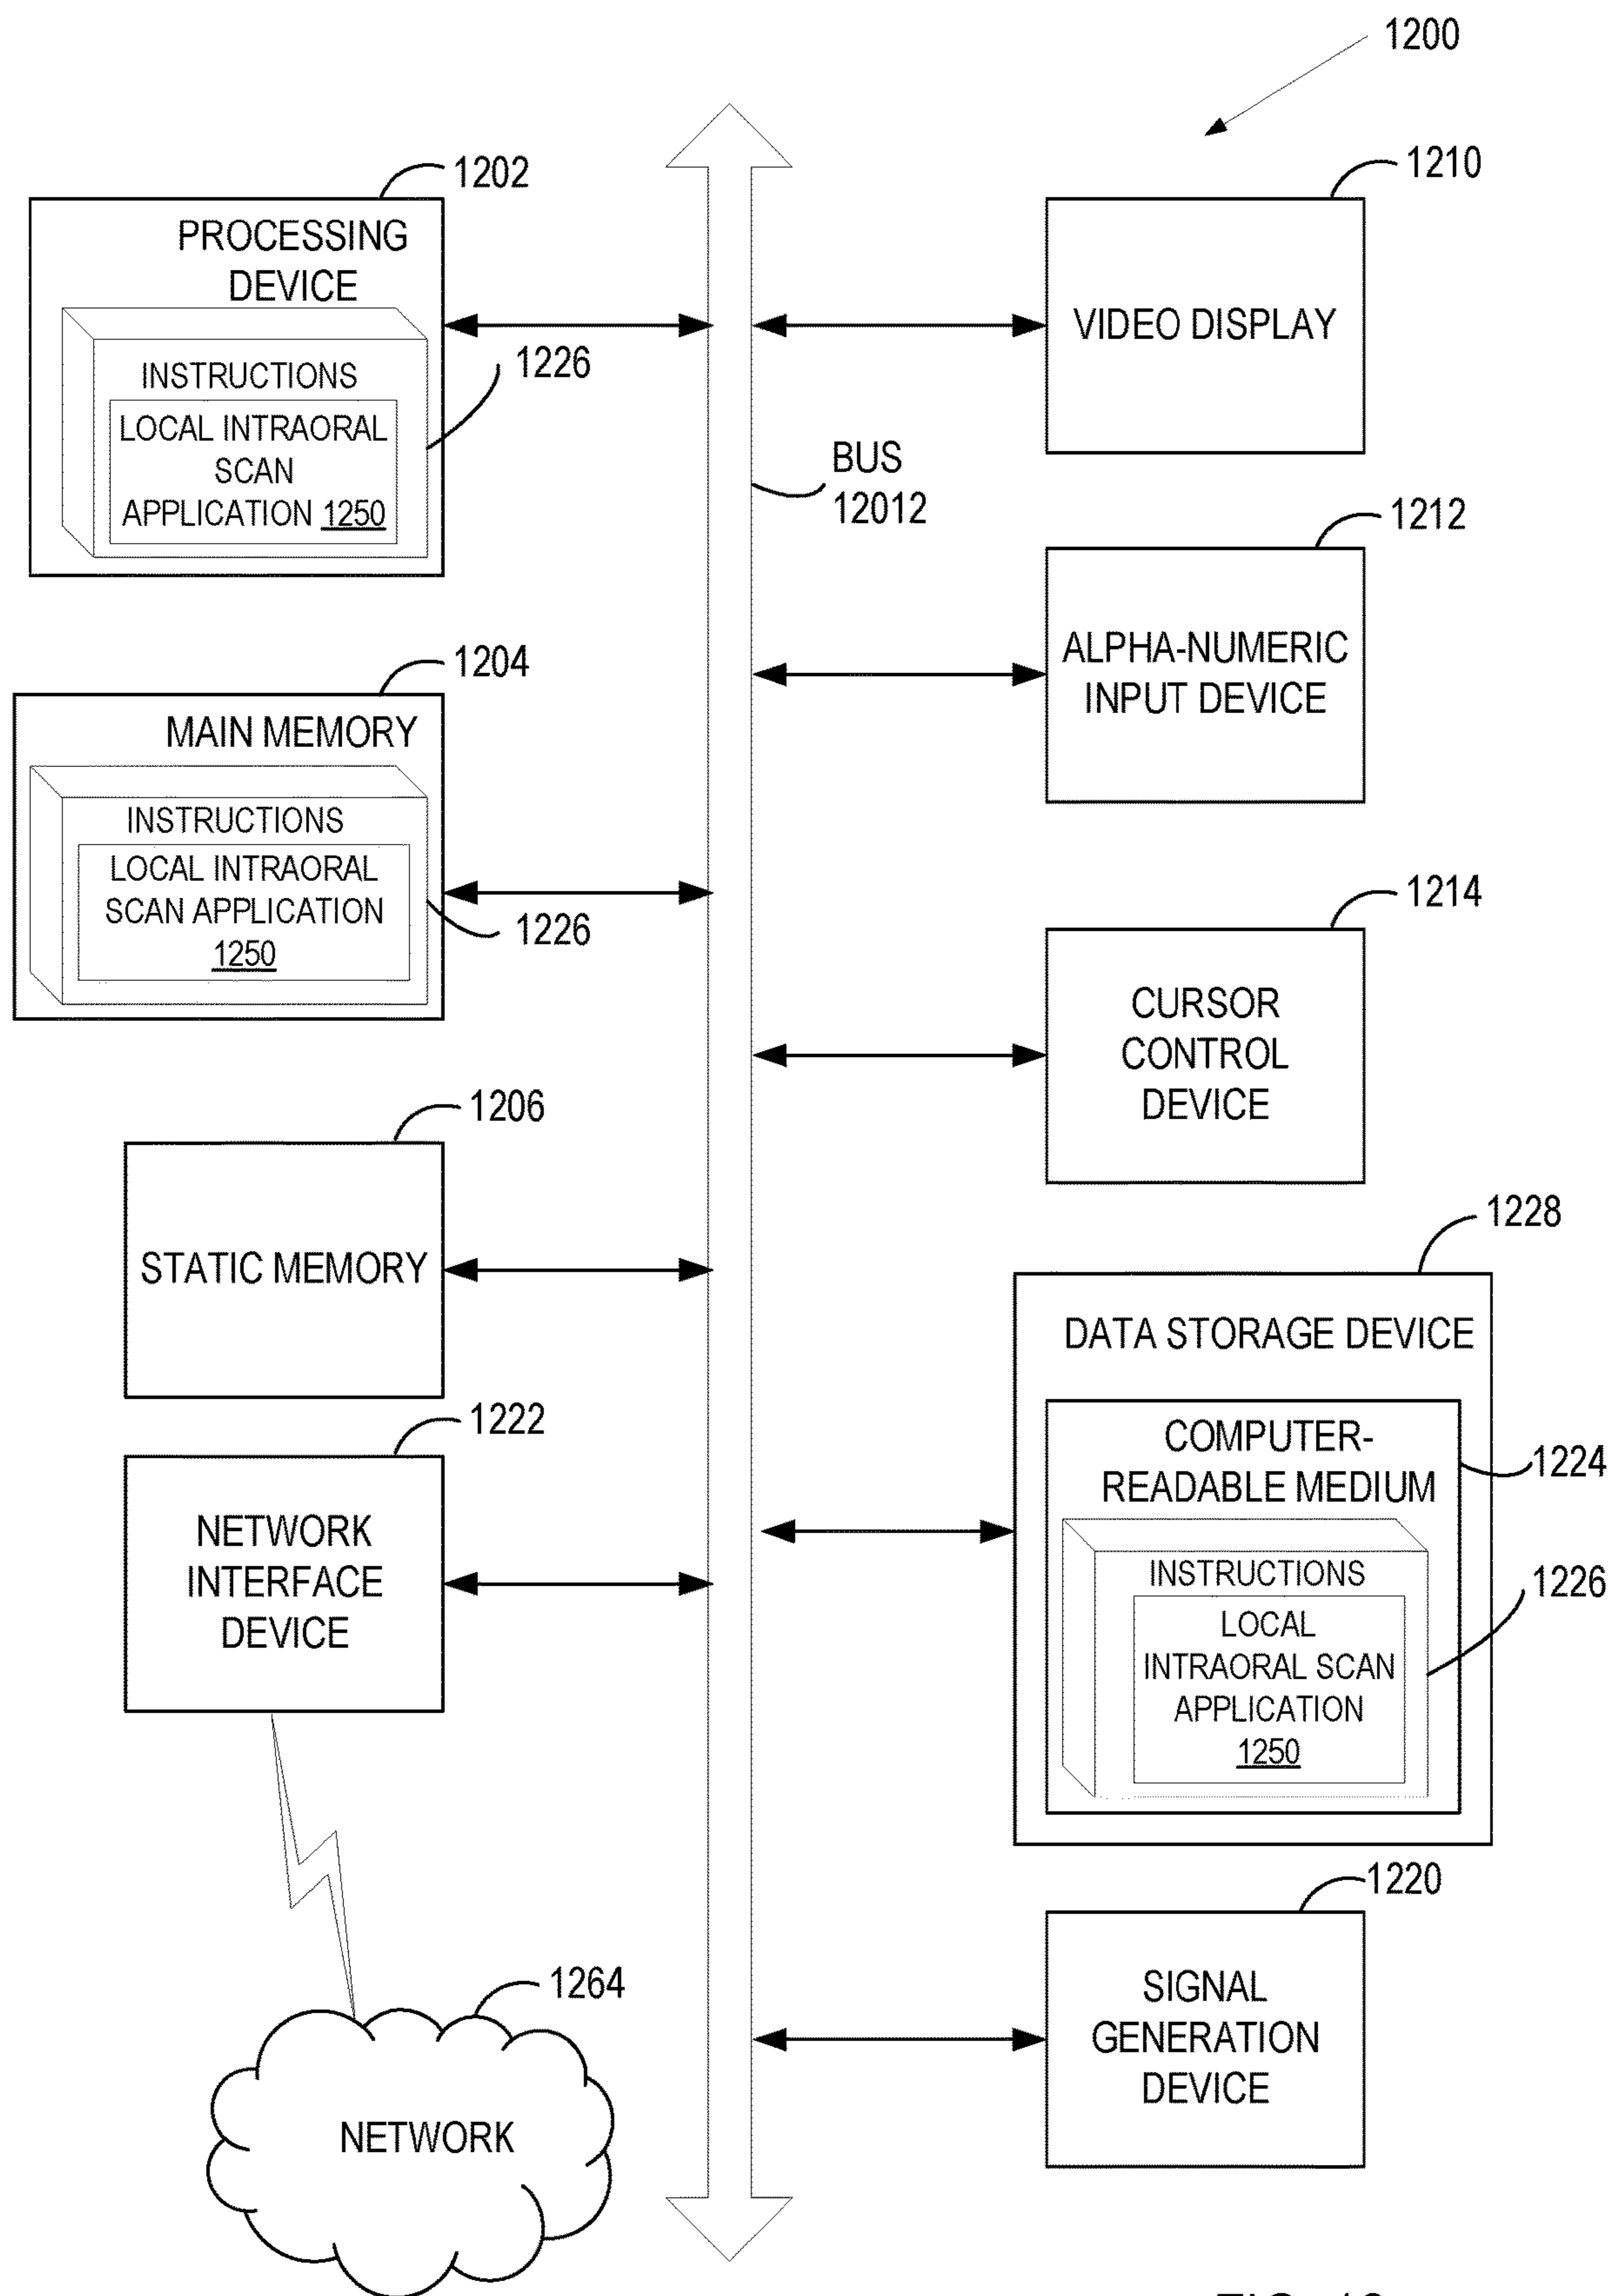 1200
1202
PROCESSING
DEVICE
INSTRUCTIONS
LOCAL INTRAORAL
SCAN
APPLICATION 1250
1226
1204
MAIN MEMORY
INSTRUCTIONS
LOCAL INTRAORAL
SCAN APPLICATION
1250
1226
1206
STATIC MEMORY
1222
NETWORK
INTERFACE
DEVICE
1264
NETWORK
BUS
12012
1210
VIDEO DISPLAY
1212
ALPHA-NUMERIC
INPUT DEVICE
1214
CURSOR
CONTROL
DEVICE
1228
DATA STORAGE DEVICE
COMPUTER-
READABLE MEDIUM
1224
INSTRUCTIONS
LOCAL
INTRAORAL SCAN
APPLICATION
1250
1226
1220
SIGNAL
GENERATION
DEVICE